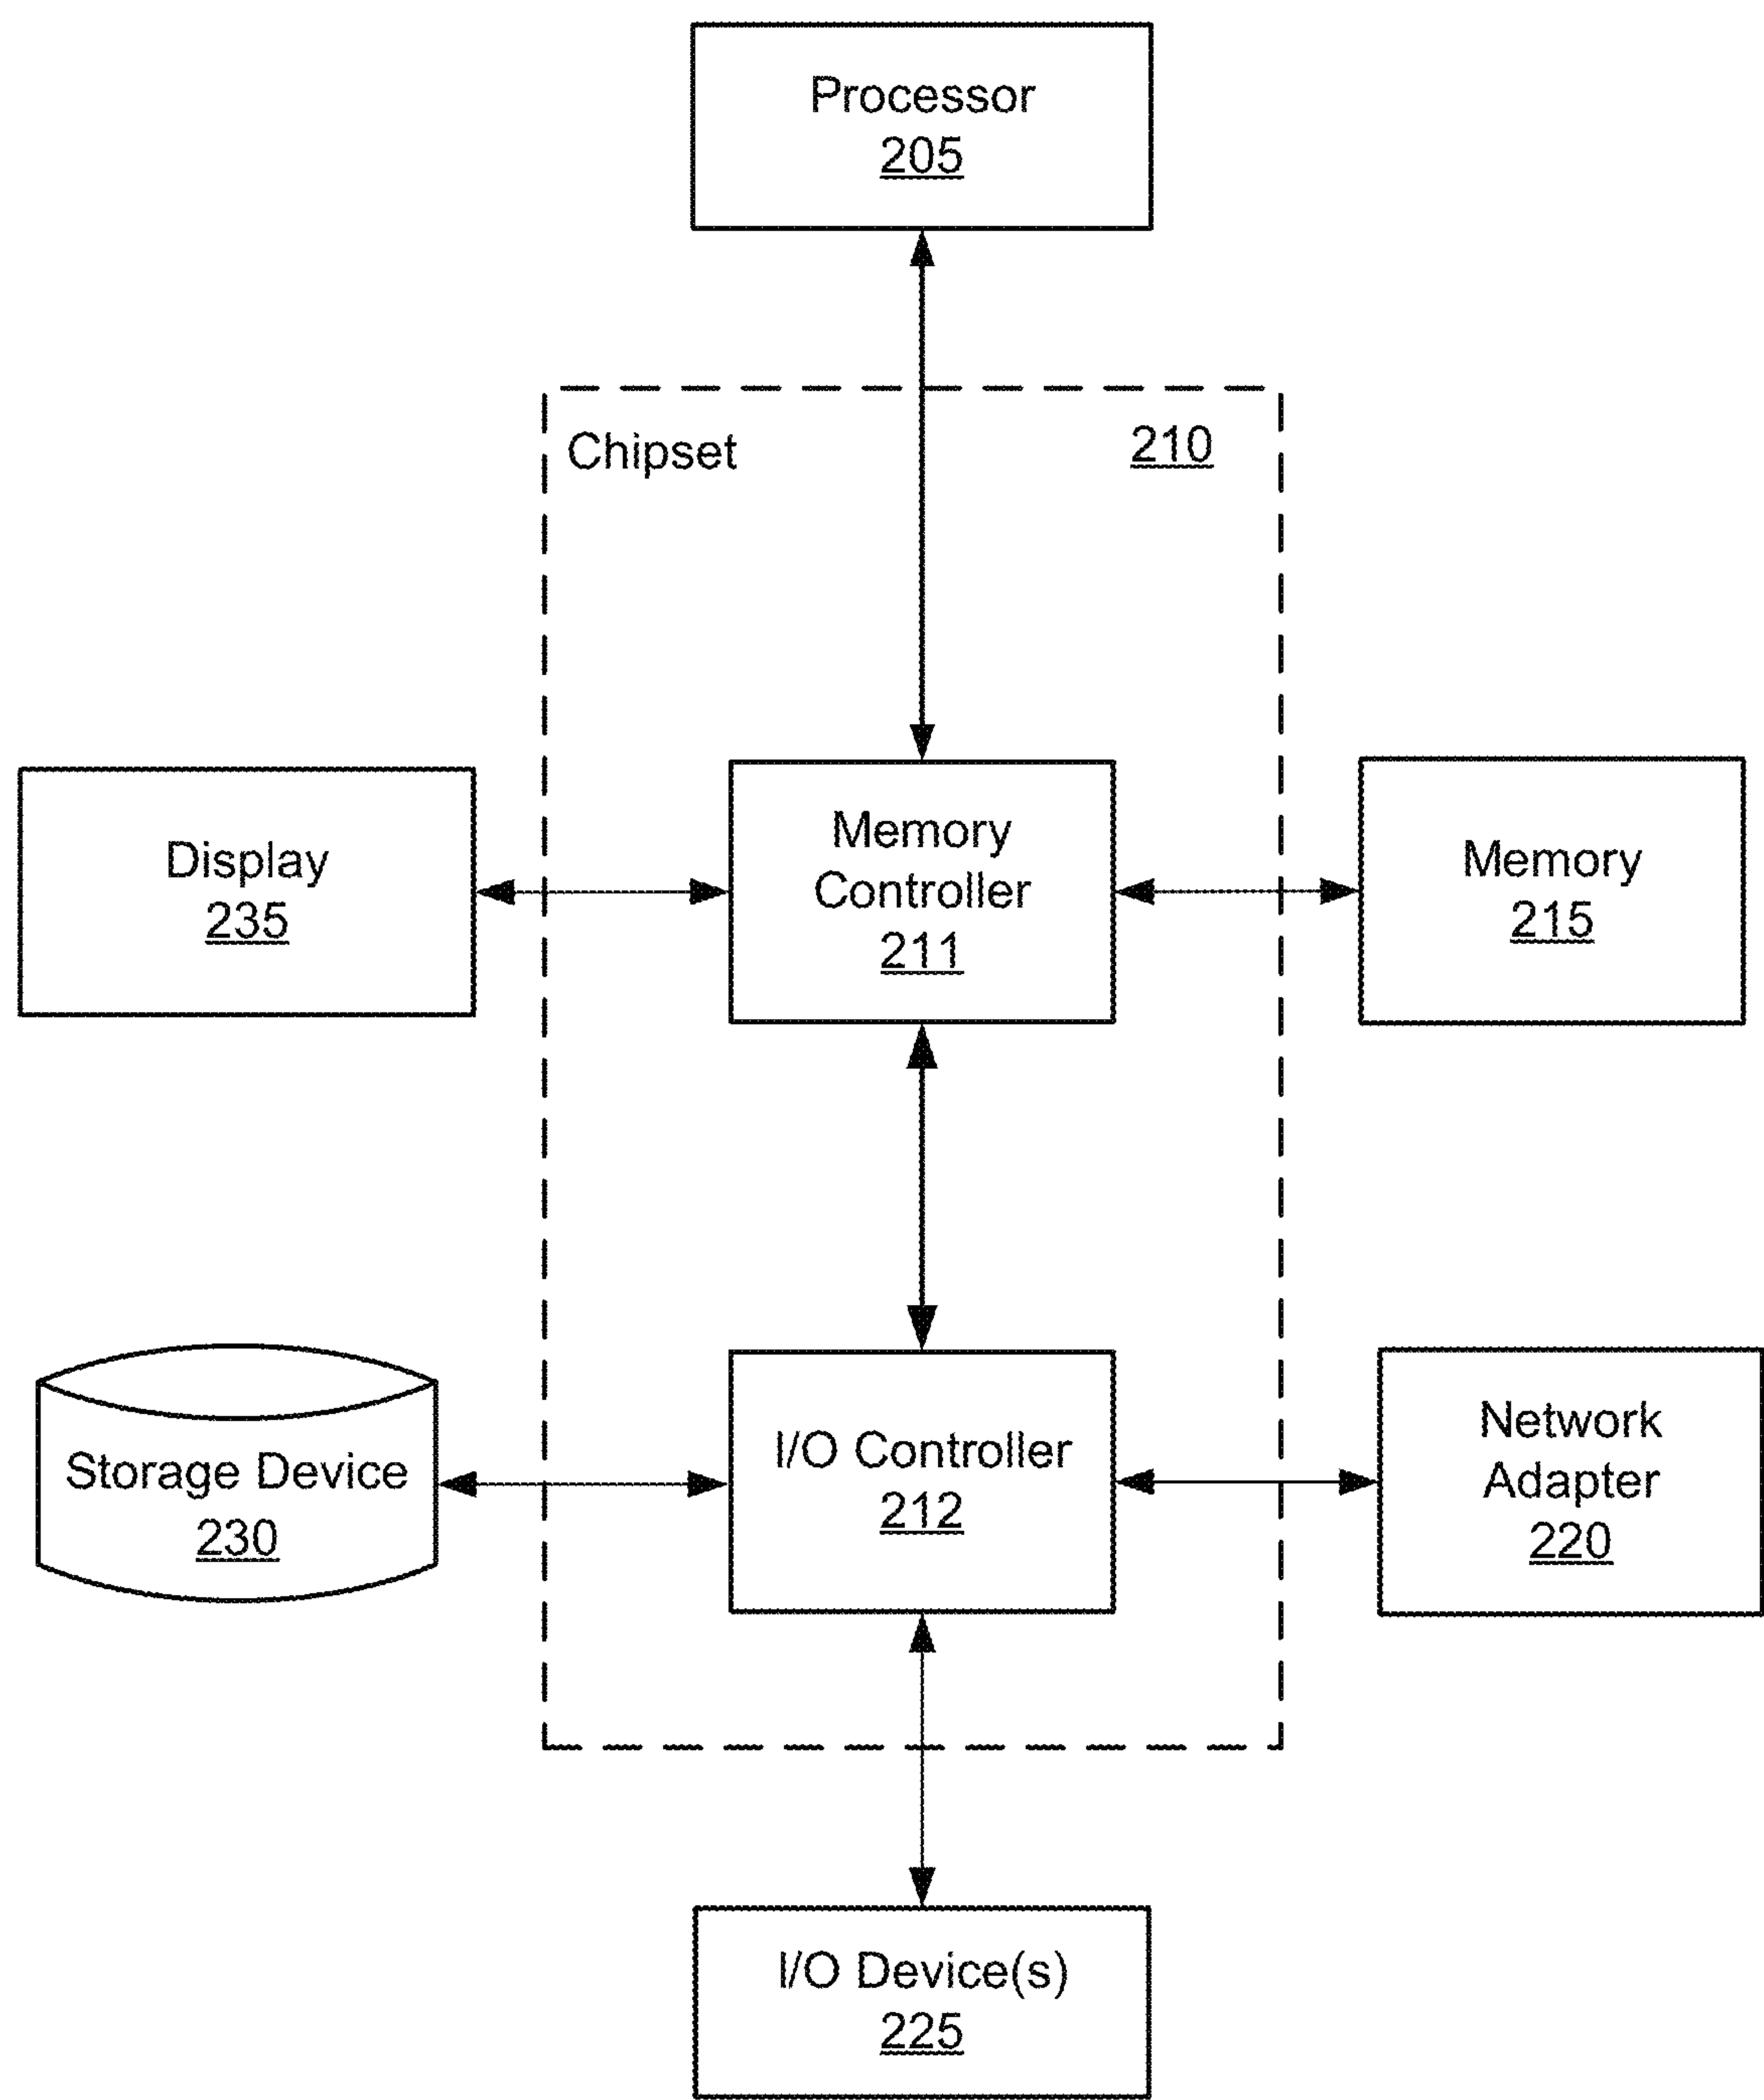 Processor
205
Chipset
210
Display
235
Memory
Controller
211
Memory
215
Storage Device
230
I/O Controller
212
Network
Adapter
220
I/O Device(s)
225